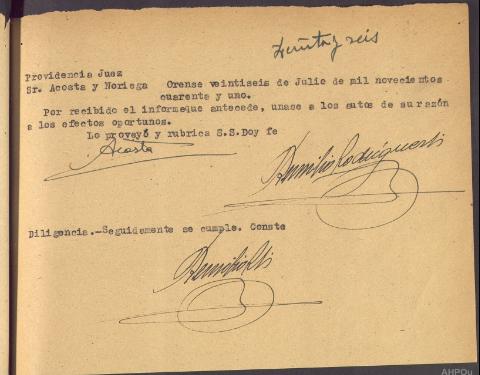 Treinta y seis
Providencia Juez
Sr. Acosta y Noriega Orense veintiseis de Julio de mil novecientos
cuarenta y uno.
Por recibido el informeque antecede, unase a los autos de su razón
a los efectos oportunos.
Lo proveyó y rubrica S.S.Doy fe
Acosta
Diligencia.-Seguidamente se cumple. Conste
AHPOu